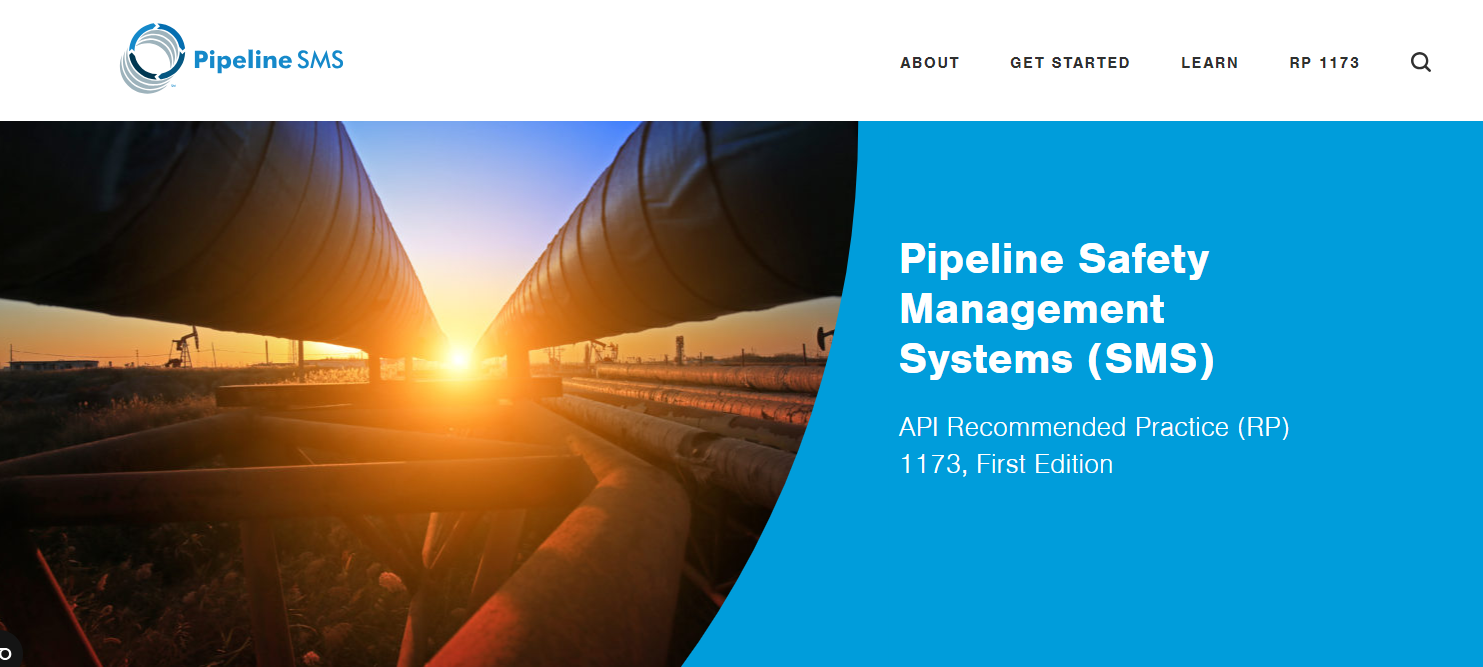 Pipeline SMS
ABOUT
GET STARTED
LEARN
RP 1173
Pipeline Safety
Management
Systems (SMS)
API Recommended Practice (RP)
1173, First Edition